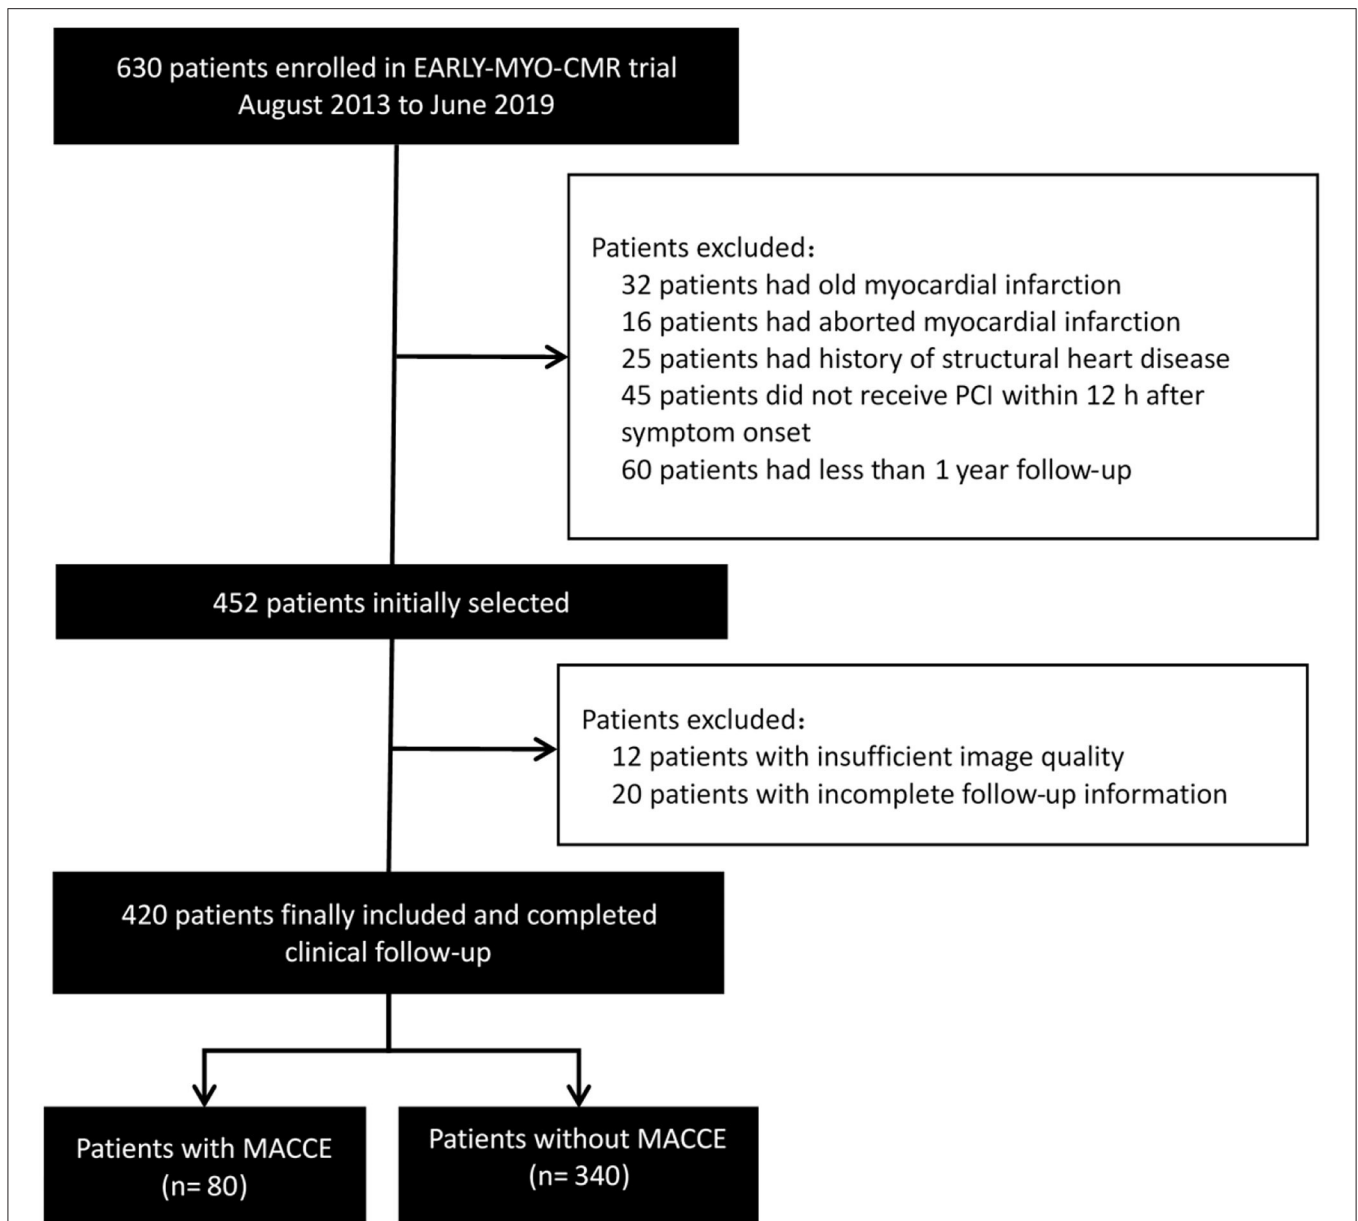 630 patients enrolled in EARLY-MYO-CMR trial
August 2013 to June 2019
Patients excluded：
32 patients had old myocardial infarction
16 patients had aborted myocardial infarction
25 patients had history of structural heart disease
45 patients did not receive PCI within 12 h after
symptom onset
60 patients had less than 1 year follow-up
452 patients initially selected
Patients excluded：
12 patients with insufficient image quality
20 patients with incomplete follow-up information
420 patients finally included and completed
clinical follow-up
Patients with MACCE
(n= 80)
Patients without MACCE
(n= 340)